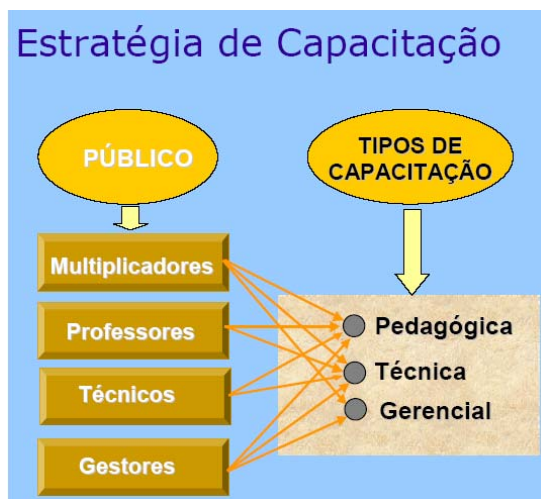 Estratégia de Capacitação
PÚBLICO
TIPOS DE
CAPACITAÇÃO
Multiplicadores
Professores
Técnicos
Gestores
Pedagógica
Técnica
Gerencial